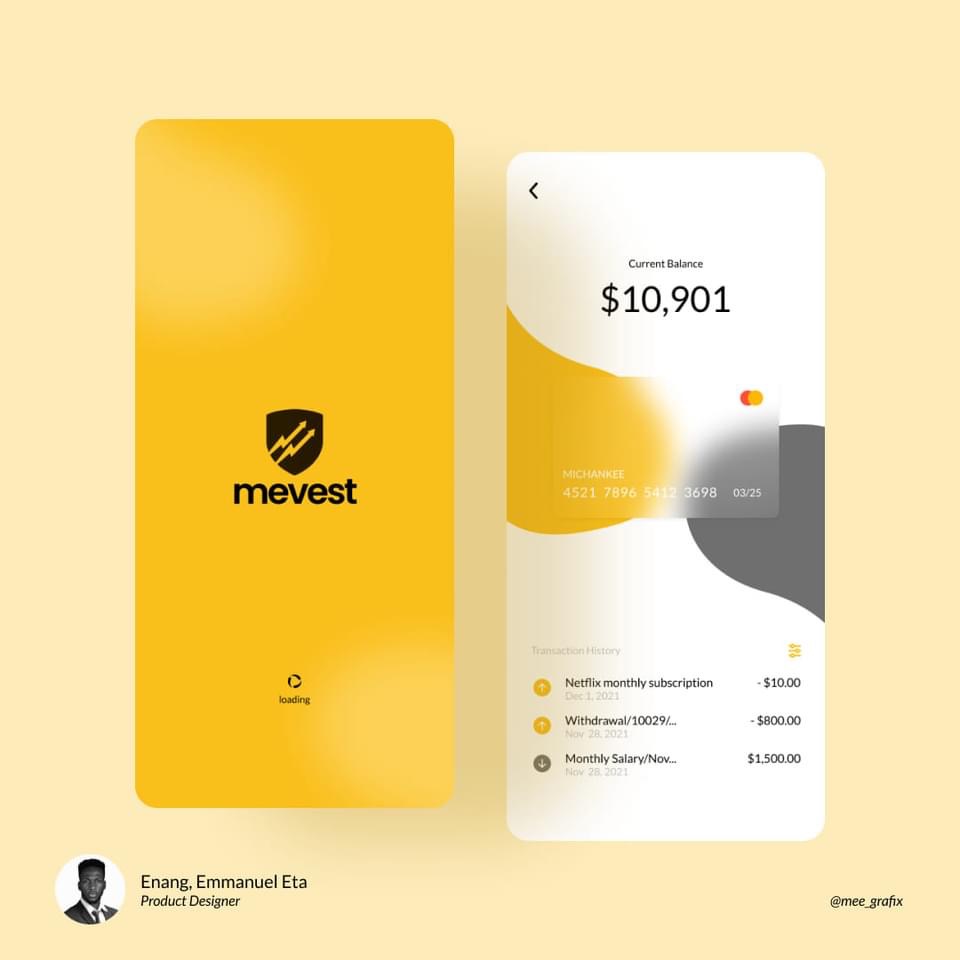 mevest
loading
Current Balance
$10,901
MICHANKEE
4521 7896 5412 3698 03/25
Transaction History
Netflix monthly subscription - $10.00
Dec 1, 2021
Withdrawal/10029/... - $800.00
Nov 28, 2021
Monthly Salary/Nov... $1,500.00
Nov 28, 2021
Enang, Emmanuel Eta
Product Designer
@mee_grafix